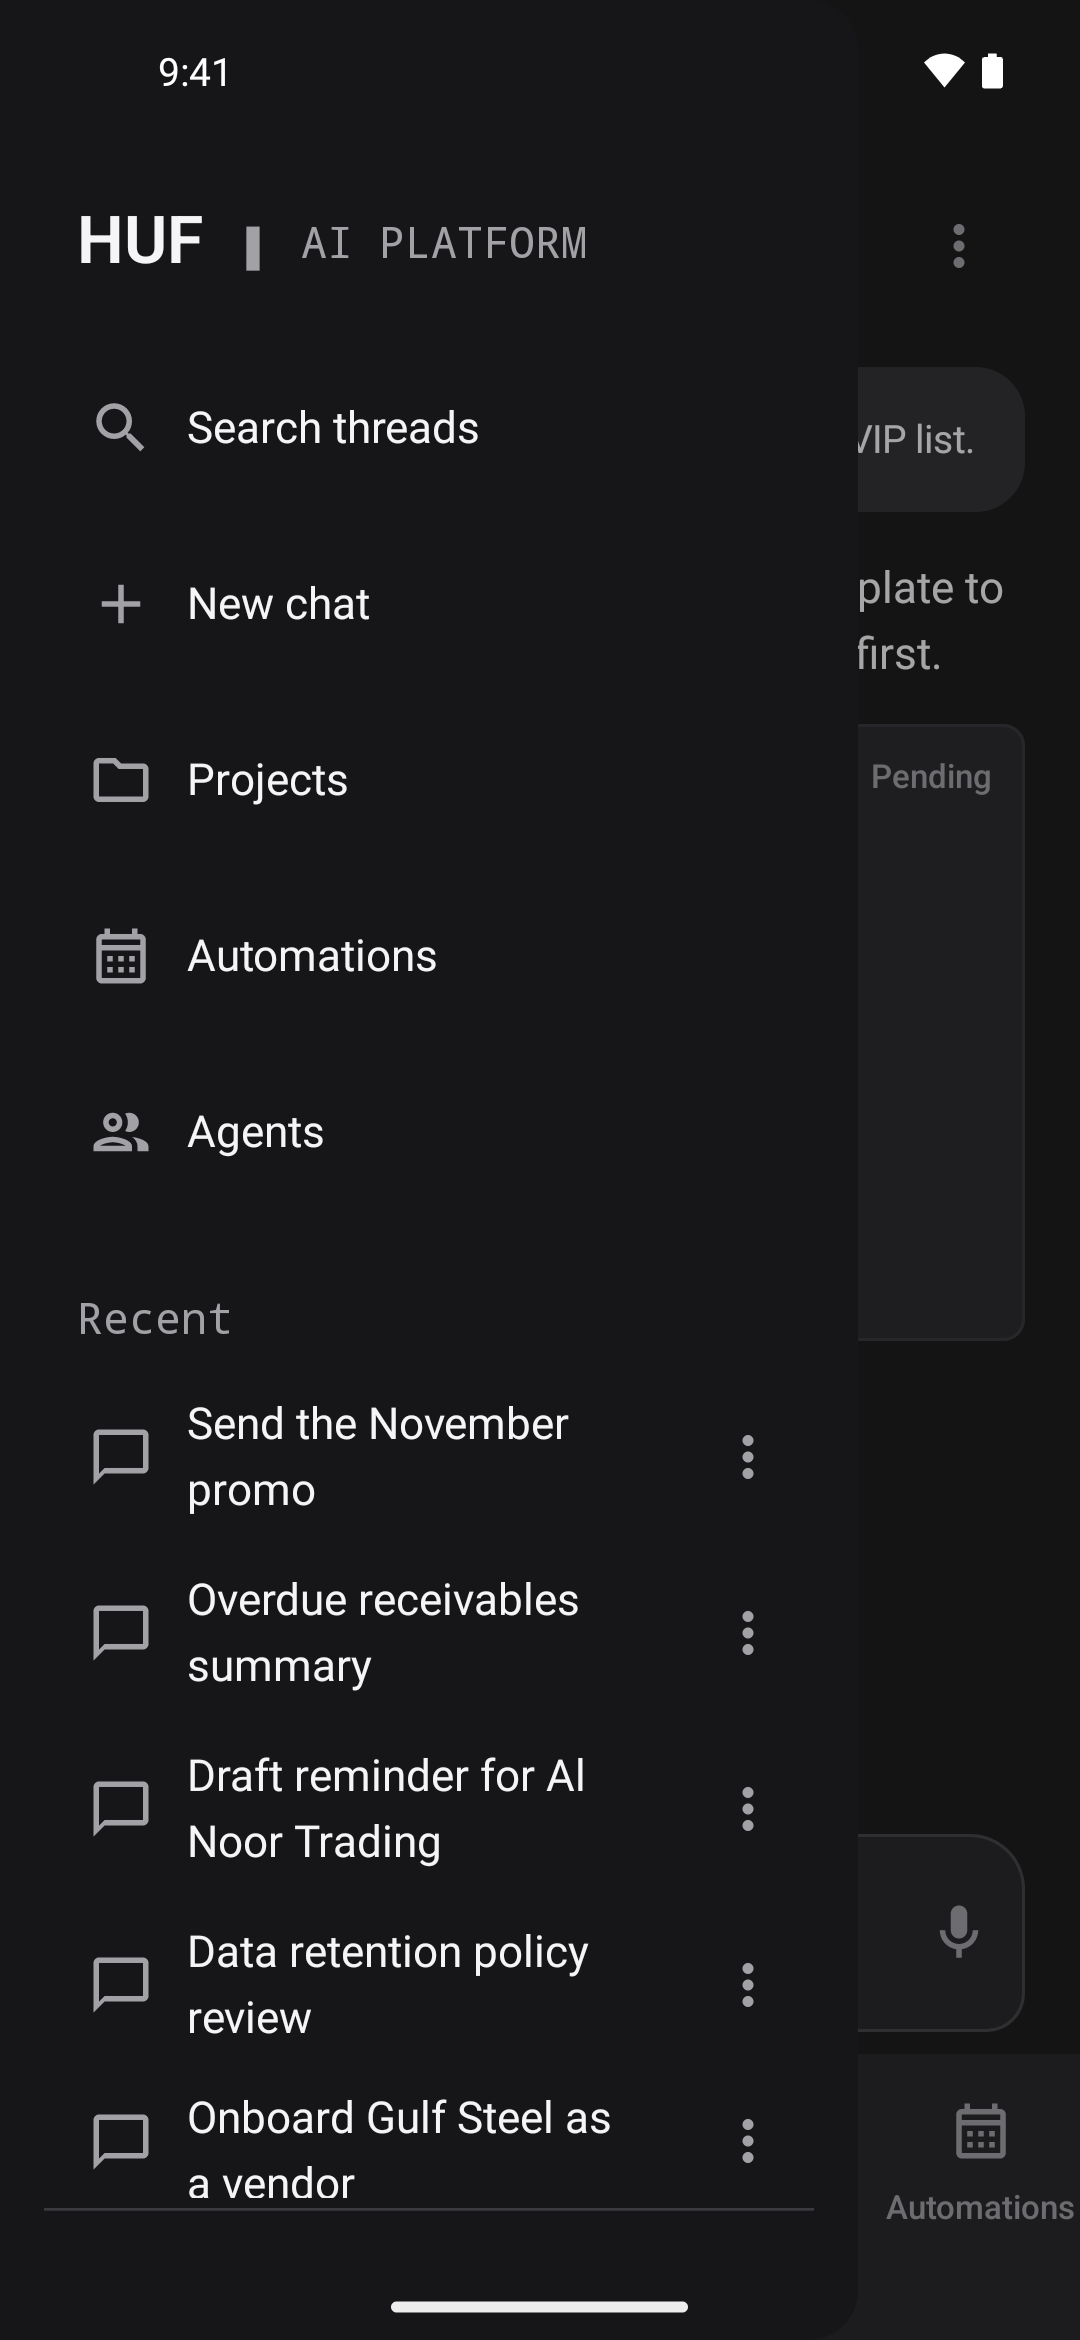 9:41
HUF ▌ AI PLATFORM
Search threads
New chat
Projects
Automations
Agents
Recent
Send the November
promo
Overdue receivables
summary
Draft reminder for Al
Noor Trading
Data retention policy
review
Onboard Gulf Steel as
a vendor
VIP list.
plate to
first.
Pending
Automations